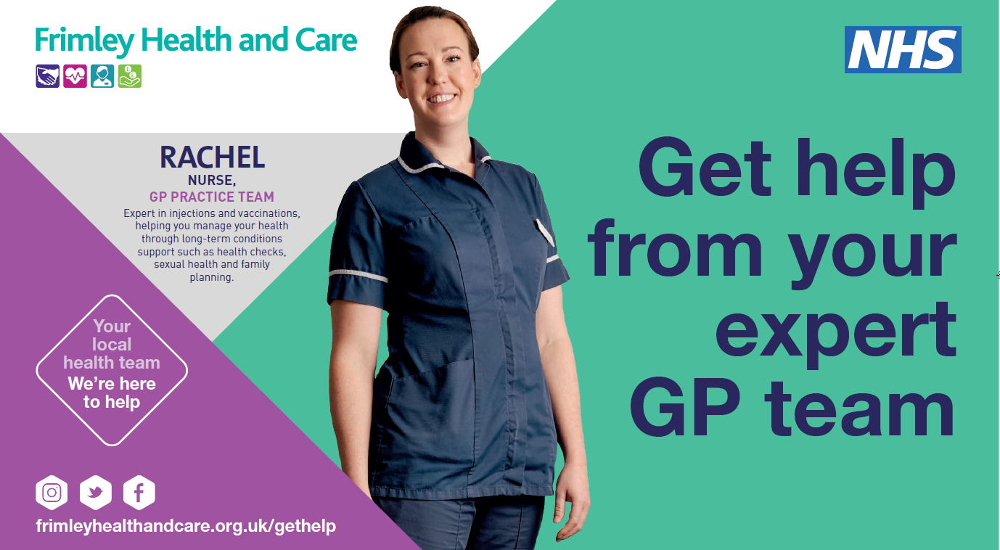 Frimley Health and Care
NHS
RACHEL
NURSE,
GP PRACTICE TEAM
Expert in injections and vaccinations,
helping you manage your health
through long-term conditions
support such as health checks,
sexual health and family
planning.
Get help
from your
expert
GP team
Your
local
health team
We’re here
to help
frimleyhealthandcare.org.uk/gethelp